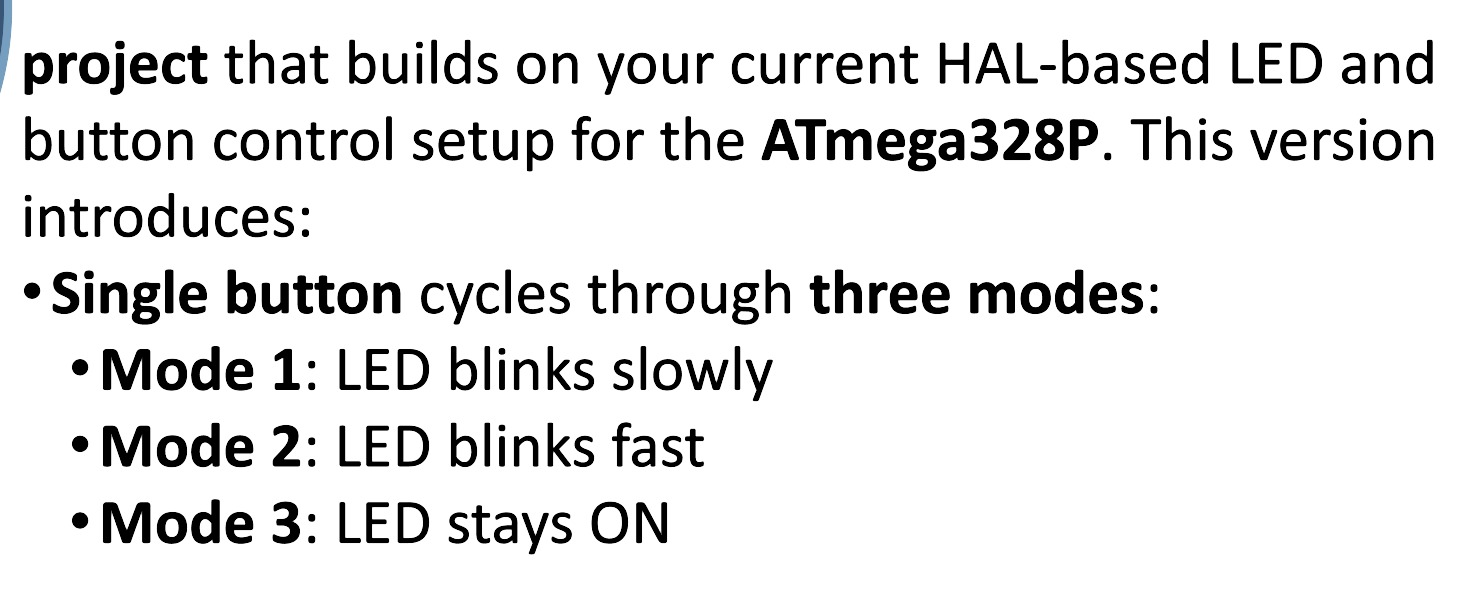 project that builds on your current HAL-based LED and
button control setup for the ATmega328P. This version
introduces:
•Single button cycles through three modes:
•Mode 1: LED blinks slowly
•Mode 2: LED blinks fast
•Mode 3: LED stays ON